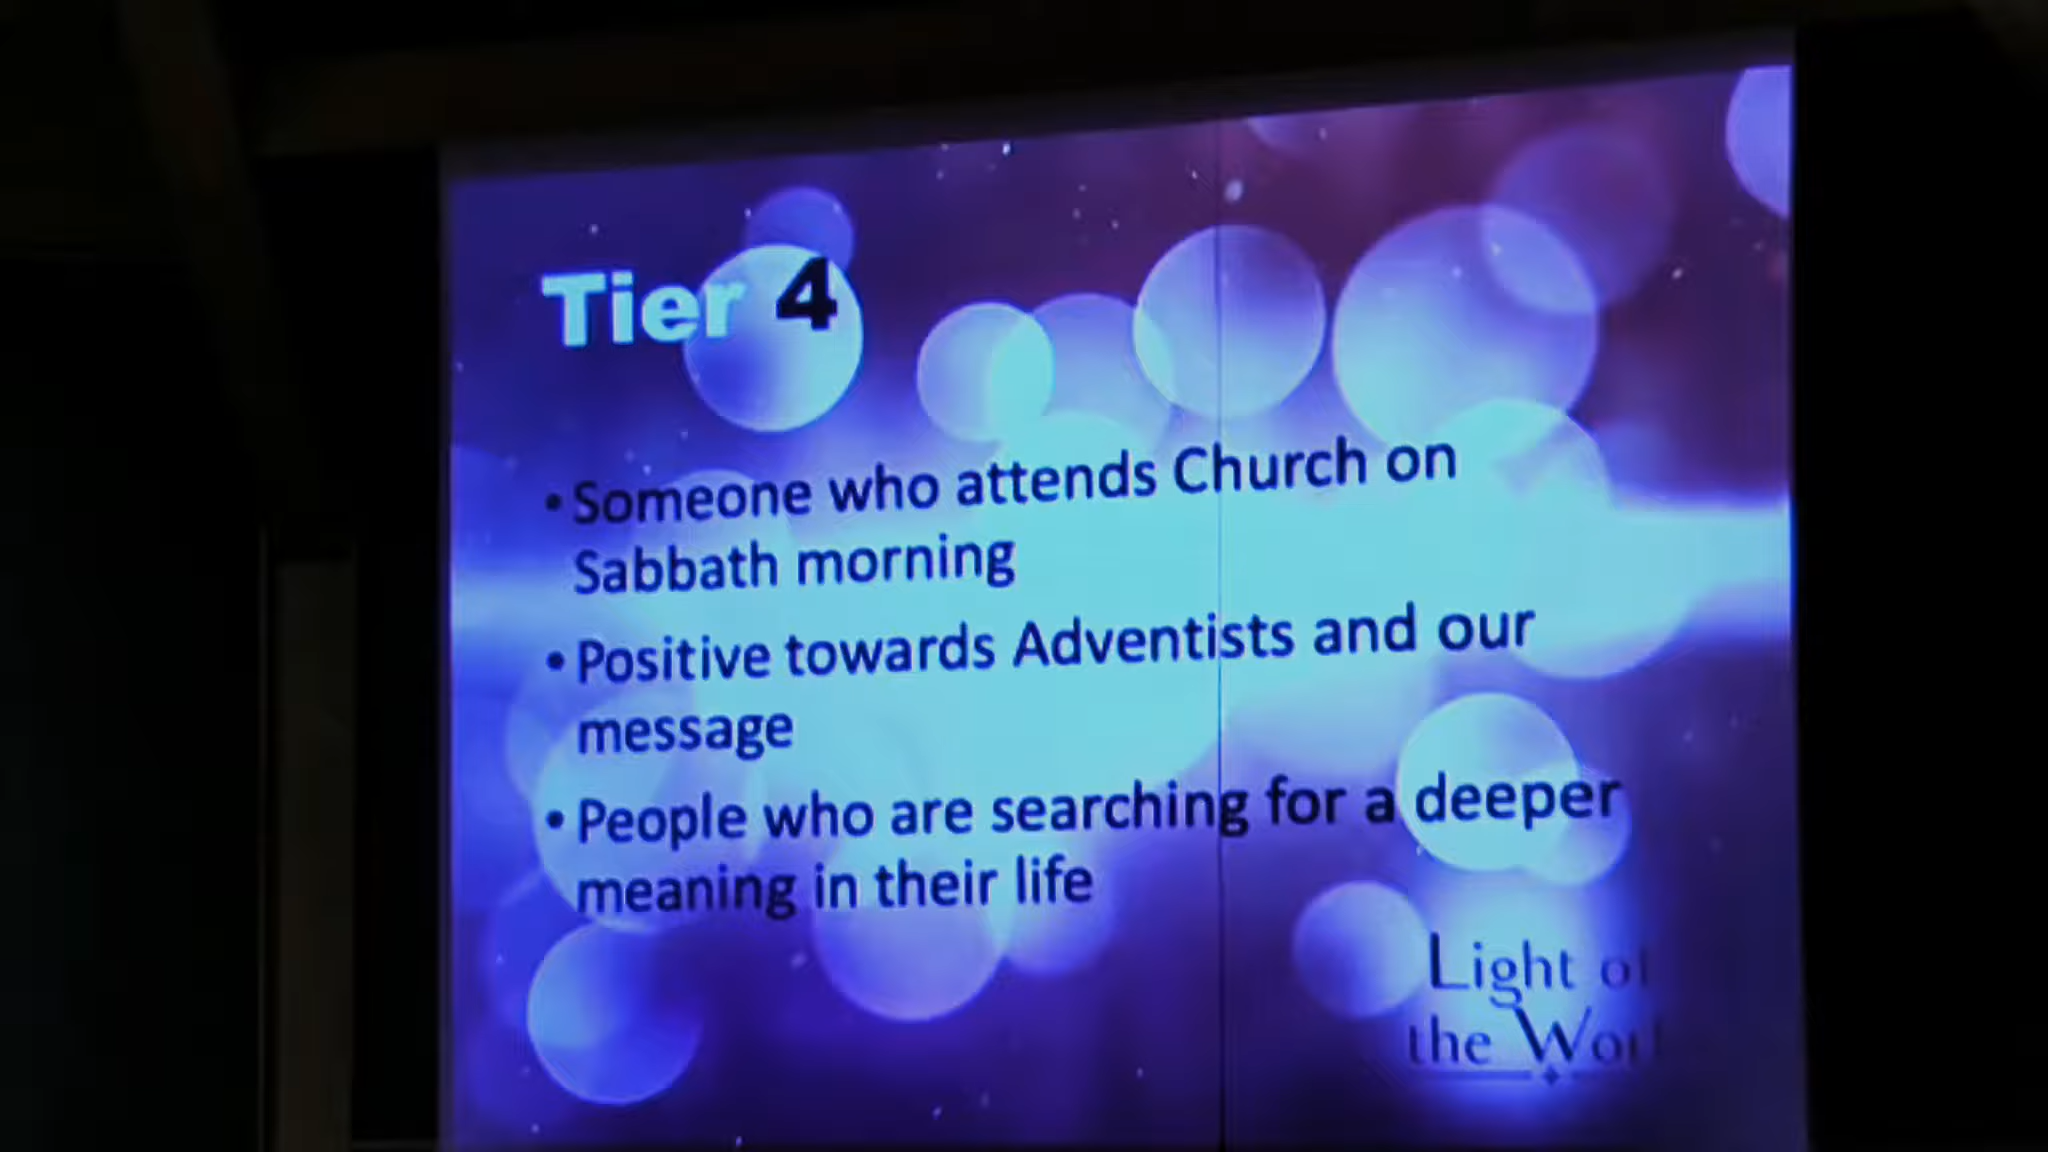 Tier 4
• Someone who attends Church on
Sabbath morning
• Positive towards Adventists and our
message
• People who are searching for a deeper
meaning in their life
Light of
the